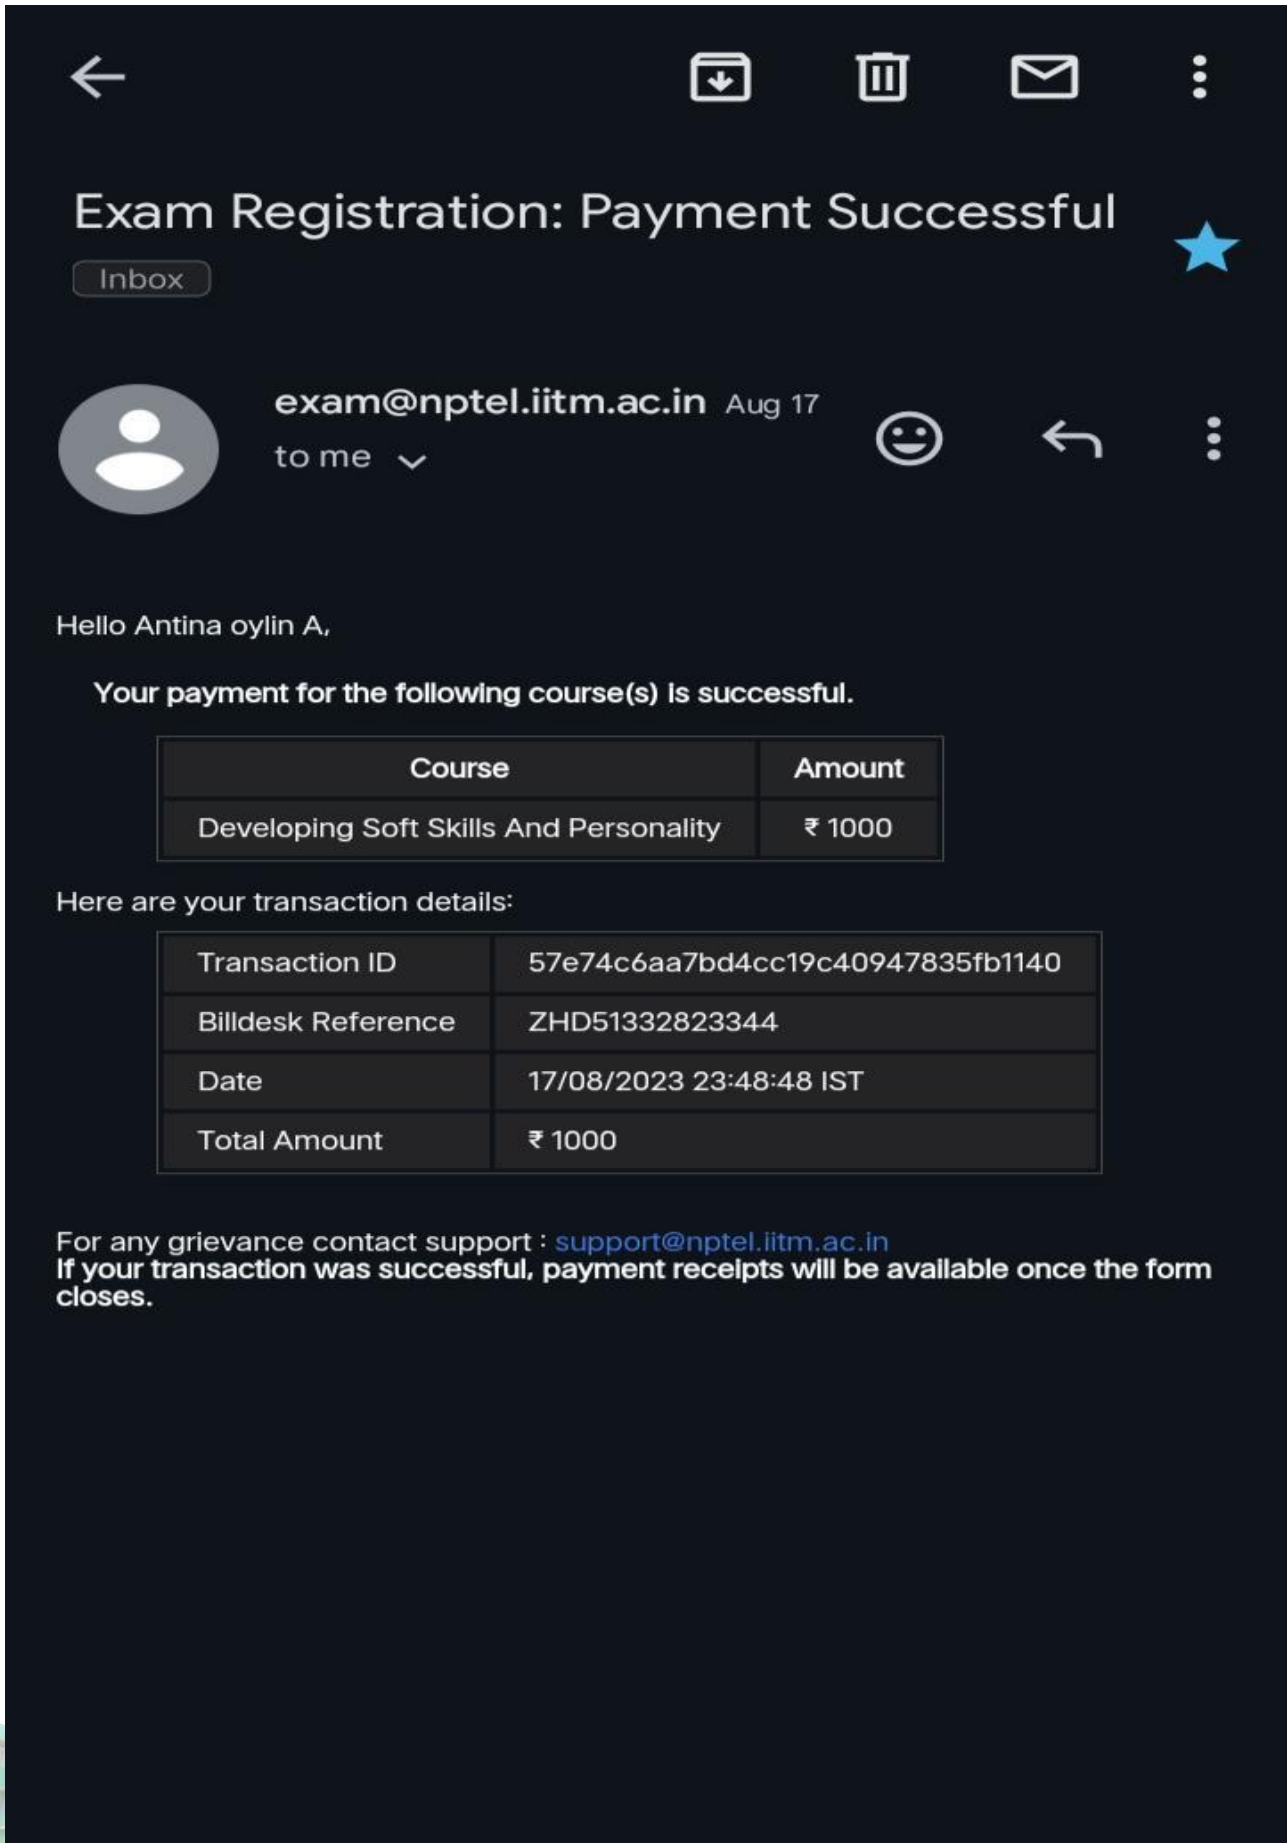 Exam Registration: Payment Successful
Inbox
exam@nptel.iitm.ac.in Aug 17
to me
Hello Antina oylin A,
Your payment for the following course(s) is successful.
Course Amount
Developing Soft Skills And Personality ₹ 1000
Here are your transaction details:
Transaction ID 57e74c6aa7bd4cc19c40947835fb1140
Billdesk Reference ZHD51332823344
Date 17/08/2023 23:48:48 IST
Total Amount ₹ 1000
For any grievance contact support : support@nptel.iitm.ac.in
If your transaction was successful, payment receipts will be available once the form
closes.